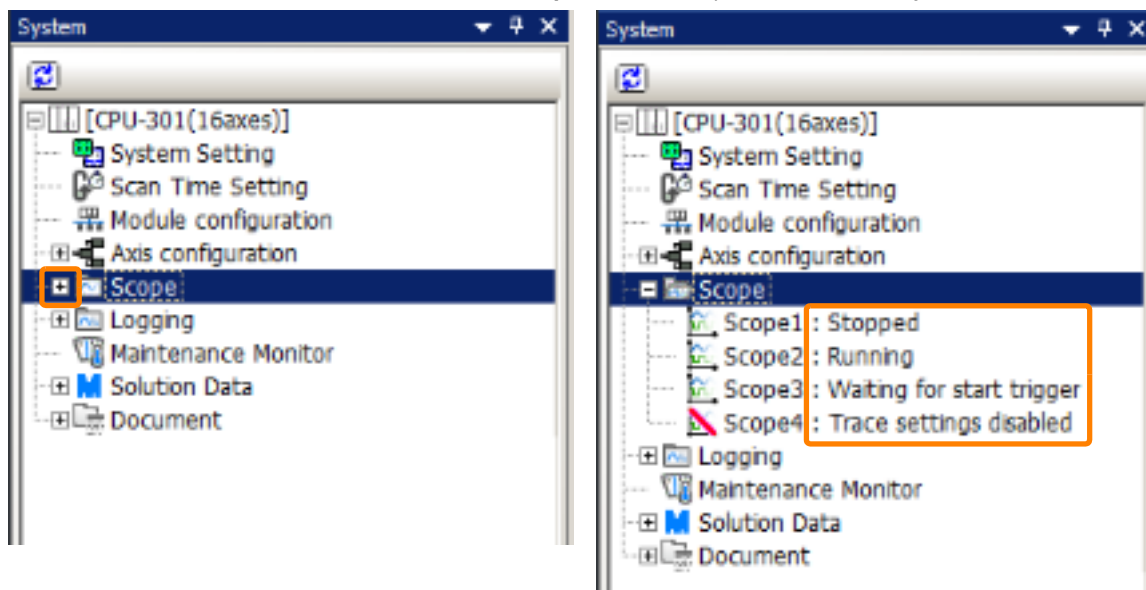 System
[CPU-301(16axes)]
System Setting
Scan Time Setting
Module configuration
Axis configuration
Scope
Logging
Maintenance Monitor
Solution Data
Document
System
[CPU-301(16axes)]
System Setting
Scan Time Setting
Module configuration
Axis configuration
Scope
Scope1 : Stopped
Scope2 : Running
Scope3 : Waiting for start trigger
Scope4 : Trace settings disabled
Logging
Maintenance Monitor
Solution Data
Document